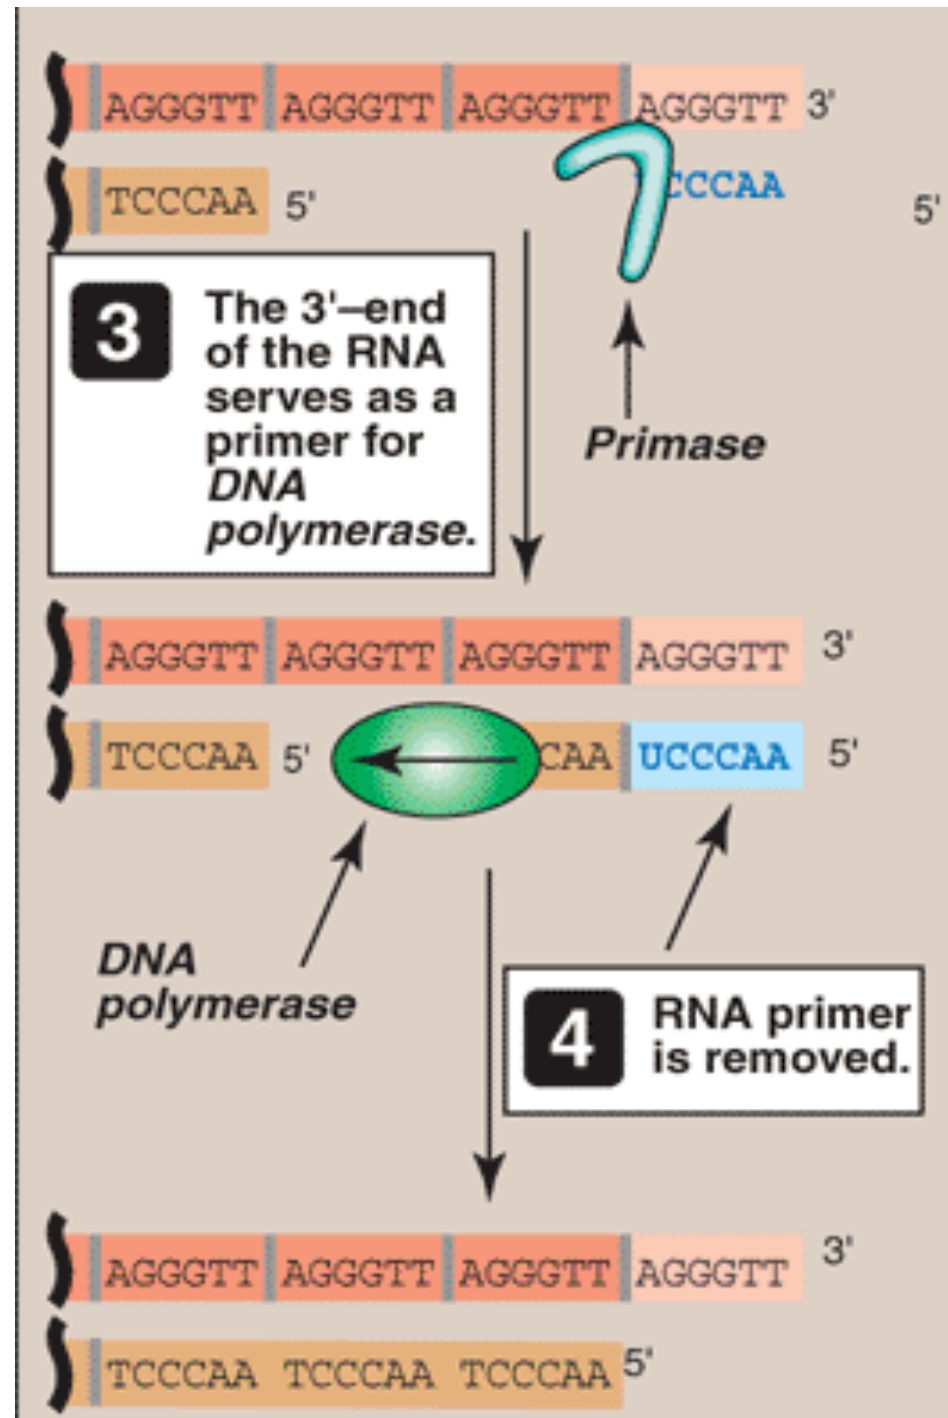 AGGGTT AGGGTT AGGGTT AGGGTT 3'
TCCCAA 5' CCCAA 5'
3 The 3'–end
of the RNA
serves as a
primer for
DNA
polymerase.
Primase
AGGGTT AGGGTT AGGGTT AGGGTT 3'
TCCCAA 5' CAA UCCCAA 5'
DNA
polymerase
4 RNA primer
is removed.
AGGGTT AGGGTT AGGGTT AGGGTT 3'
TCCCAA TCCCAA TCCCAA 5'